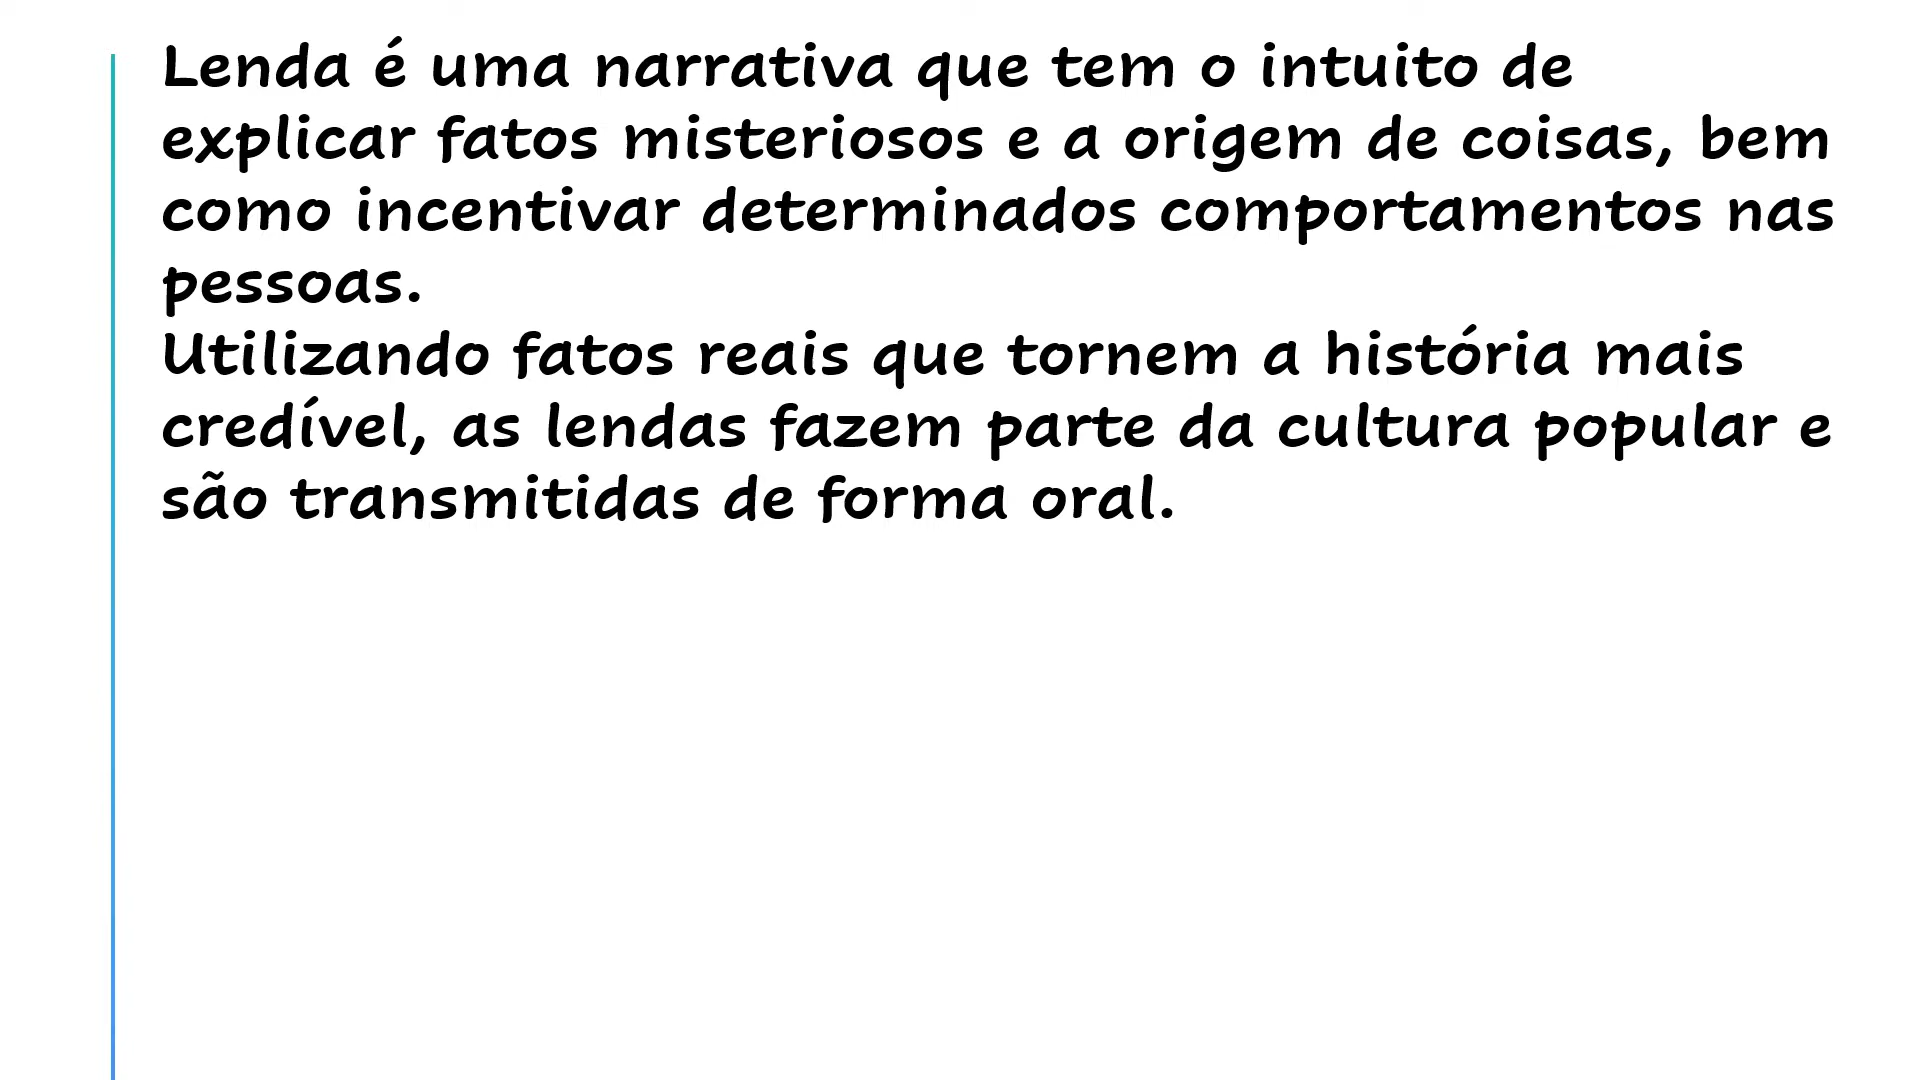 Lenda é uma narrativa que tem o intuito de
explicar fatos misteriosos e a origem de coisas, bem
como incentivar determinados comportamentos nas
pessoas.
Utilizando fatos reais que tornem a história mais
credível, as lendas fazem parte da cultura popular e
são transmitidas de forma oral.